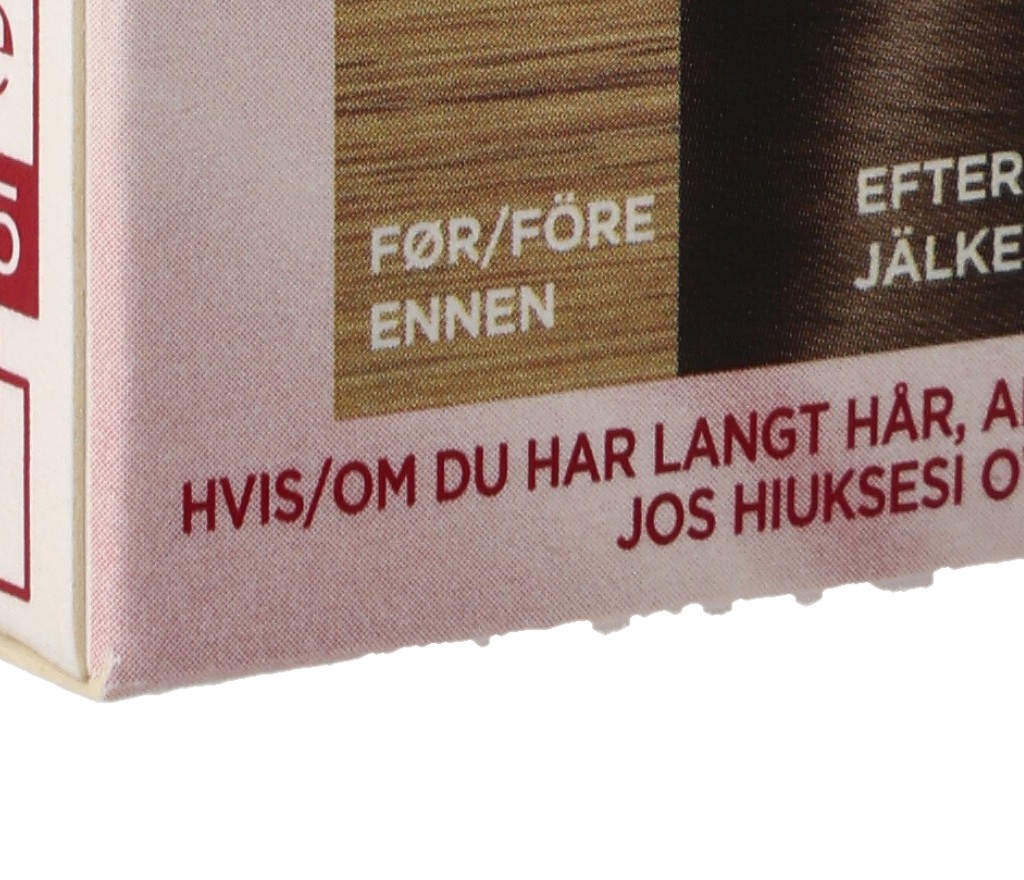 FØR/FÖRE
ENNEN
EFTER
JÄLKE
HVIS/OM DU HAR LANGT HÅR,
JOS HIUKSESI